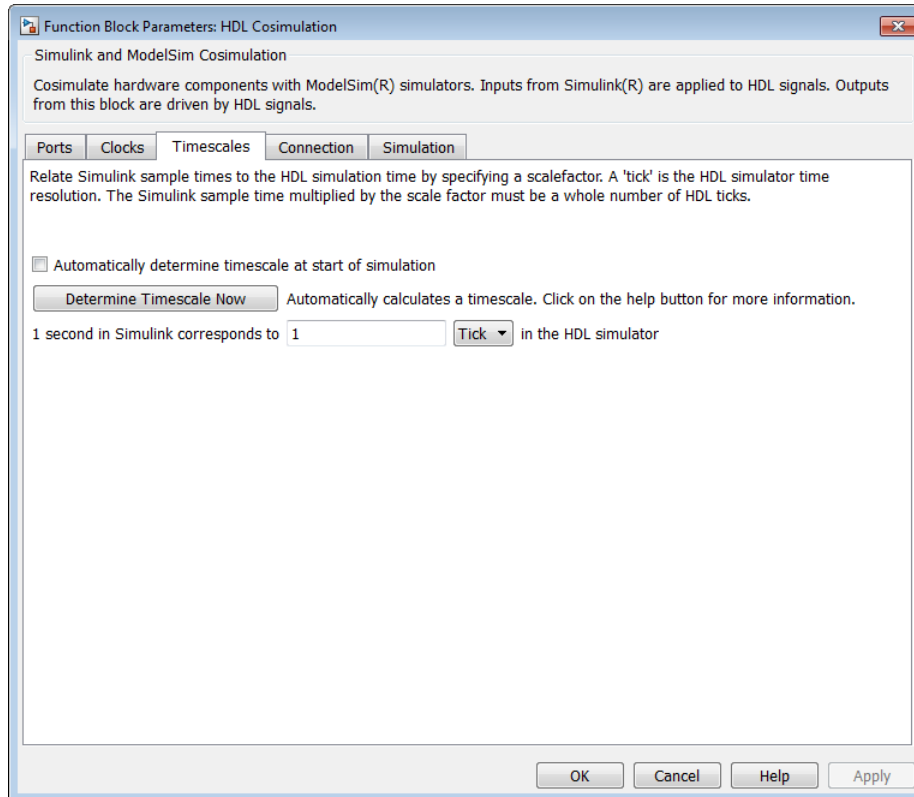 Function Block Parameters: HDL Cosimulation
Simulink and ModelSim Cosimulation
Cosimulate hardware components with ModelSim(R) simulators. Inputs from Simulink(R) are applied to HDL signals. Outputs
from this block are driven by HDL signals.
Ports Clocks Timescales Connection Simulation
Relate Simulink sample times to the HDL simulation time by specifying a scalefactor. A 'tick' is the HDL simulator time
resolution. The Simulink sample time multiplied by the scale factor must be a whole number of HDL ticks.
Automatically determine timescale at start of simulation
Determine Timescale Now Automatically calculates a timescale. Click on the help button for more information.
1 second in Simulink corresponds to 1 Tick in the HDL simulator
OK Cancel Help Apply